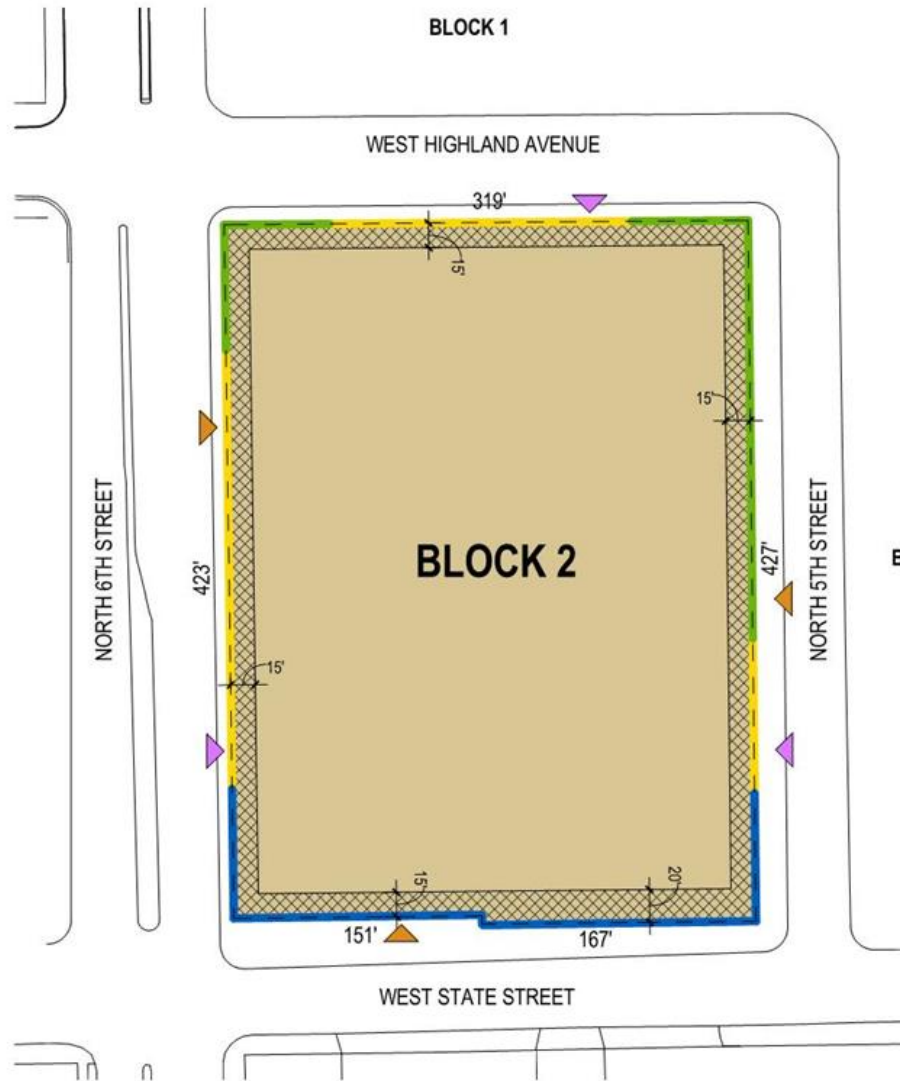 BLOCK 1
WEST HIGHLAND AVENUE
319'
15'
15'
NORTH 6TH STREET
423'
BLOCK 2
427'
NORTH 5TH STREET
15'
15'
20'
151'
167'
WEST STATE STREET